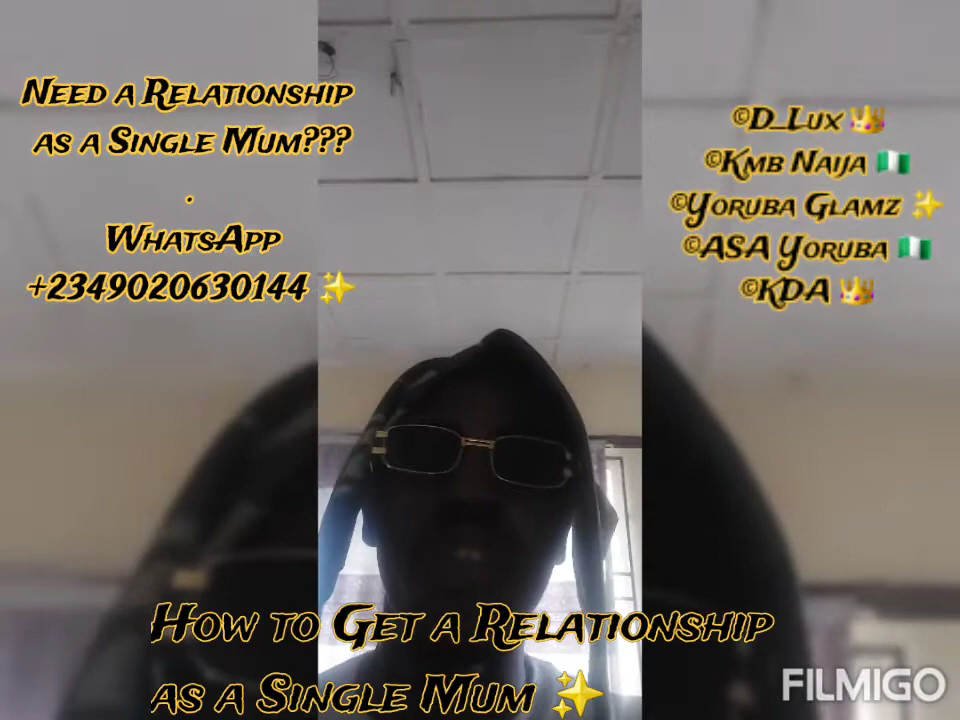 Need a Relationship
as a Single Mum???
.
WhatsApp
+2349020630144 ✨
©D_Lux 👑
©Kmb Naija 🇳🇬
©Yoruba Glamz ✨
©ASA Yoruba 🇳🇬
©KDA 👑
How to Get a Relationship
as a Single Mum ✨
FILMIGO